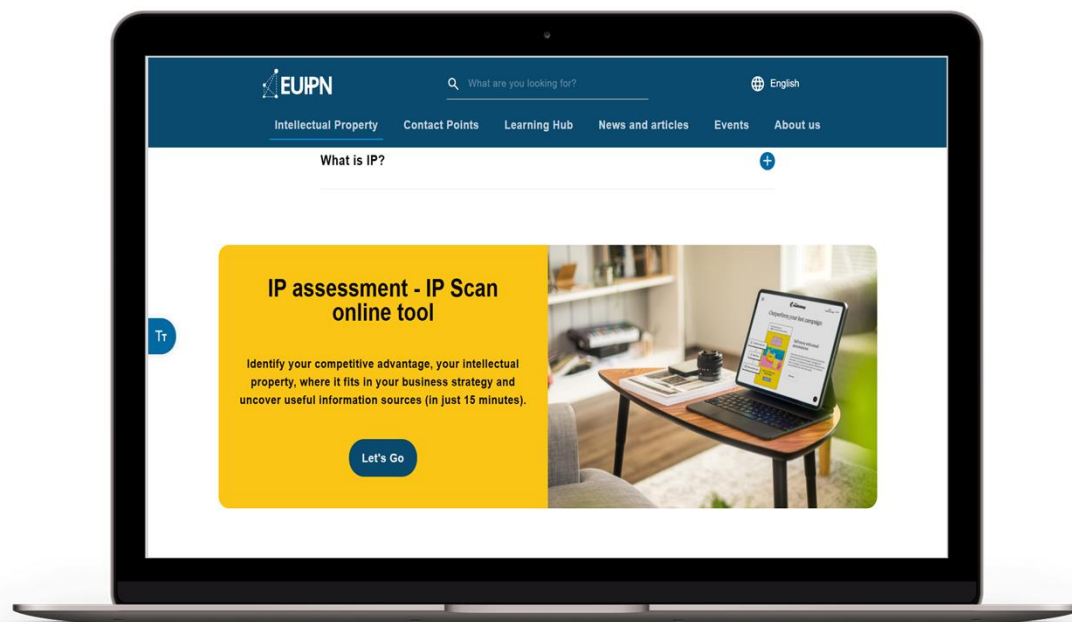 EUIPN
What are you looking for?
English
Intellectual Property
Contact Points
Learning Hub
News and articles
Events
About us
What is IP?
IP assessment - IP Scan
online tool
Identify your competitive advantage, your intellectual
property, where it fits in your business strategy and
uncover useful information sources (in just 15 minutes).
Let's Go
TT